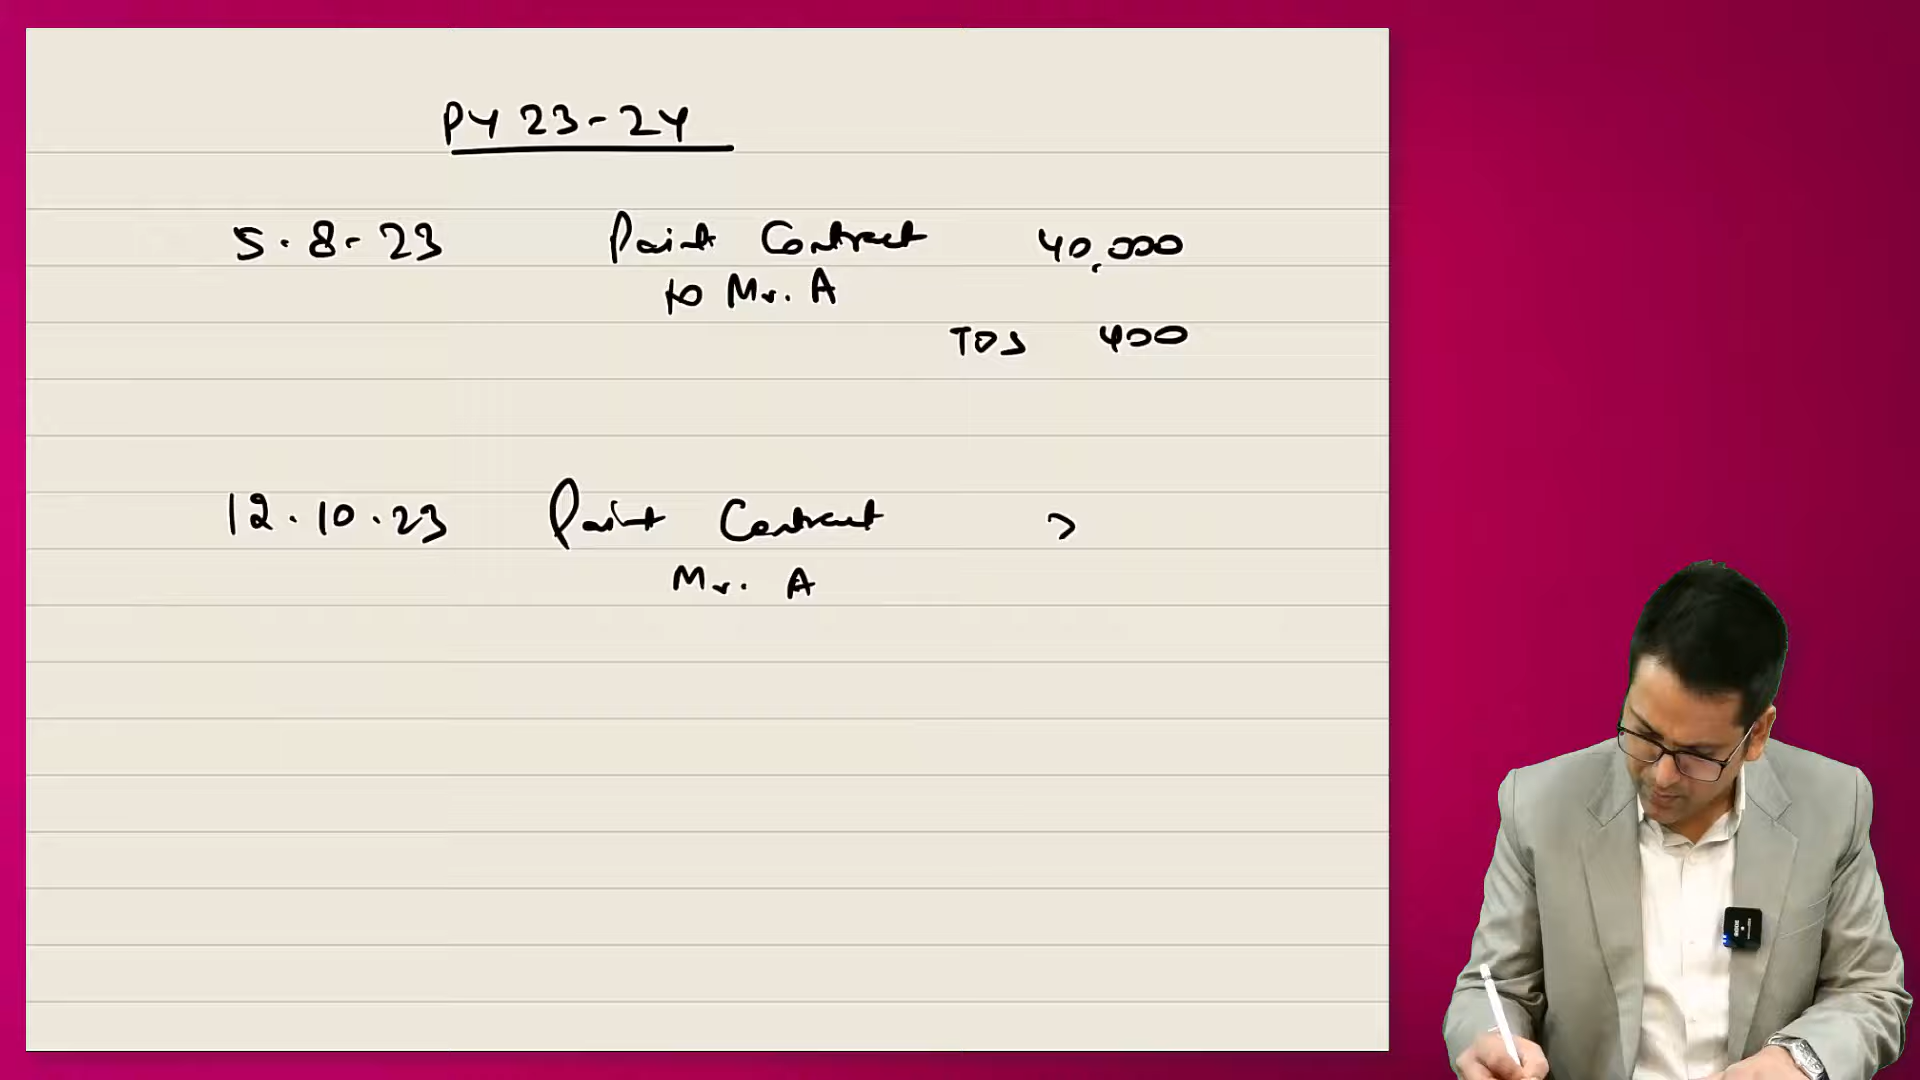 PY 23-24
5.8-23 Paint Contract 40,000
to Mr. A
TDS 400
12.10.23 Paint Contract
Mr. A